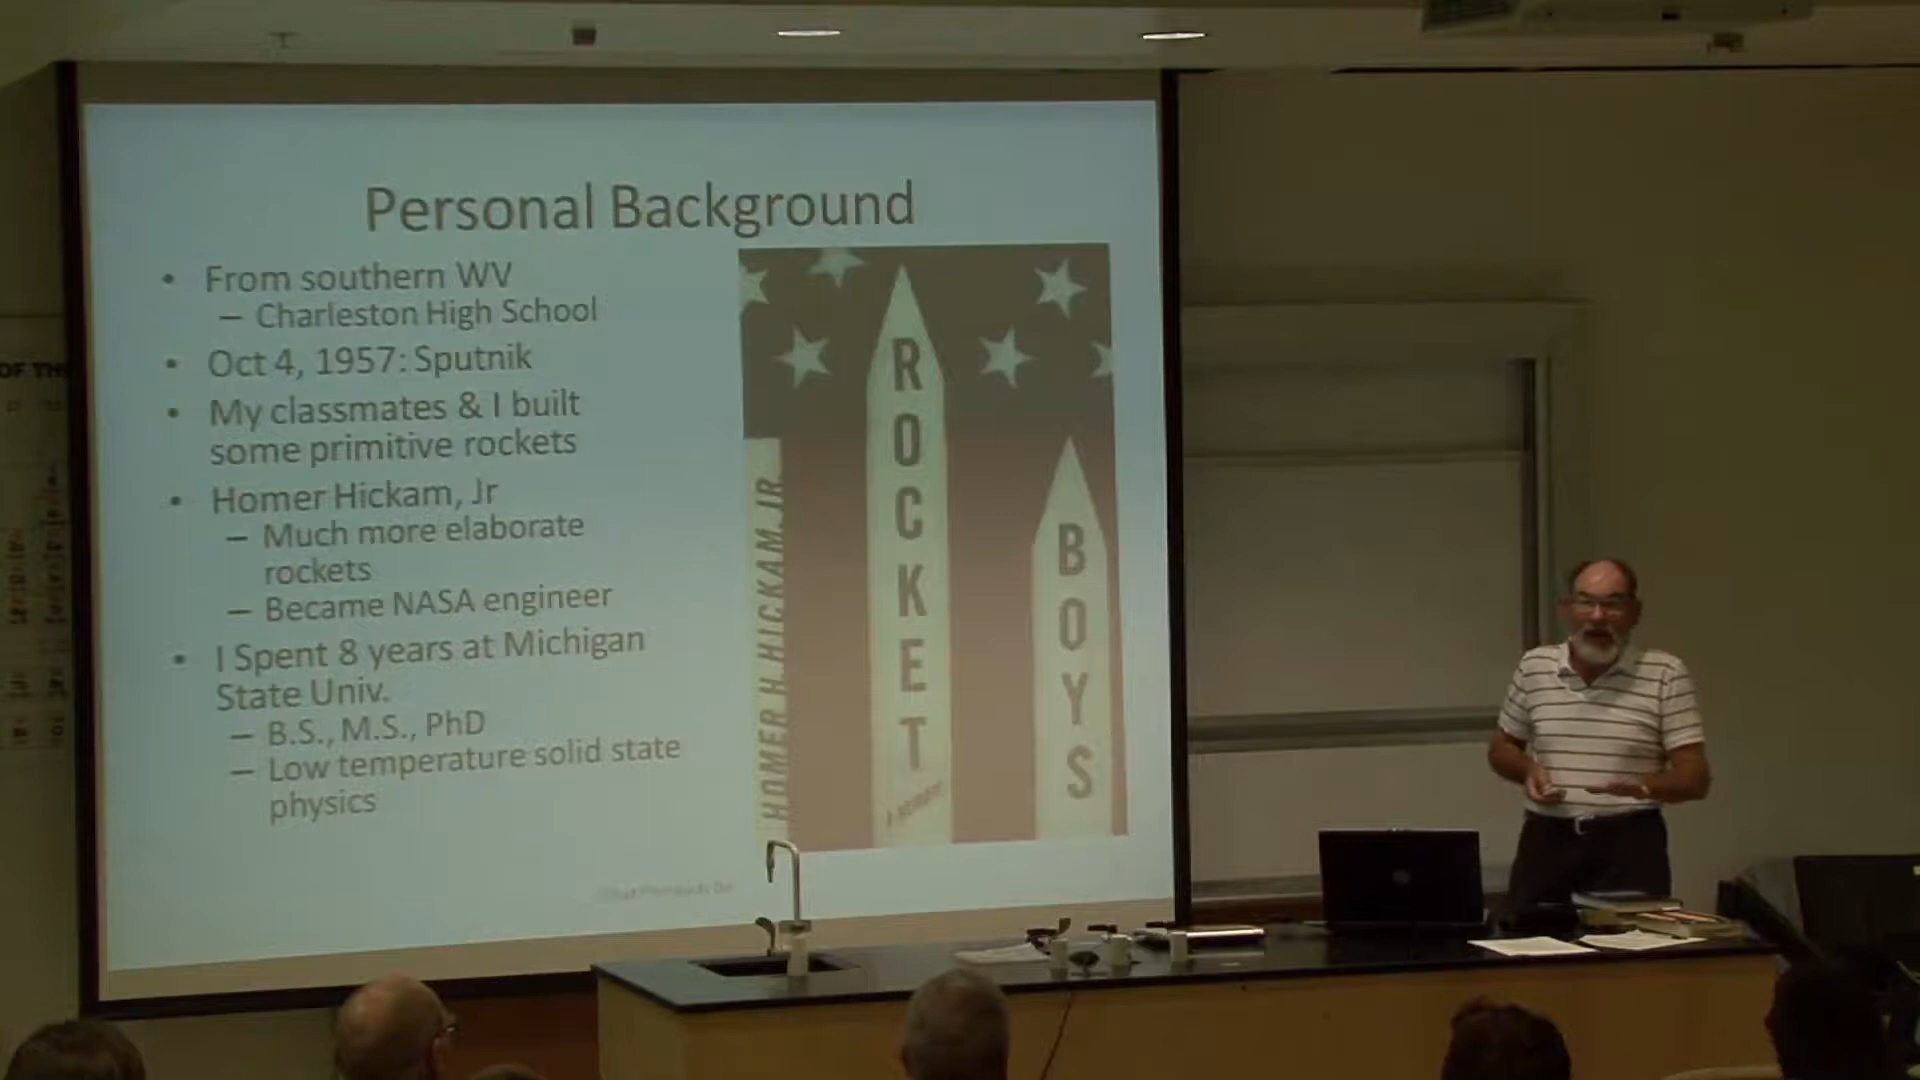 Personal Background
• From southern WV
– Charleston High School
• Oct 4, 1957: Sputnik
• My classmates & I built
some primitive rockets
• Homer Hickam, Jr
– Much more elaborate
rockets
– Became NASA engineer
• I Spent 8 years at Michigan
State Univ.
– B.S., M.S., PhD
– Low temperature solid state
physics
HOMER H. HICKAM, JR.
ROCKET
BOYS
OF TH